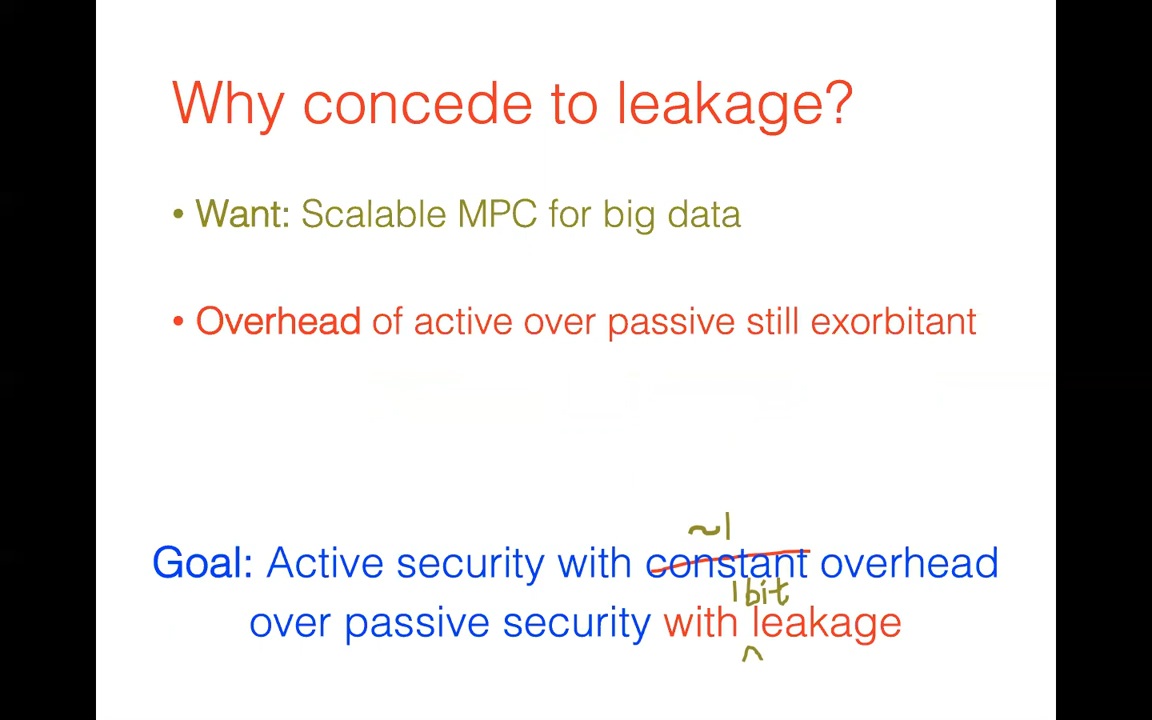 Why concede to leakage?
• Want: Scalable MPC for big data
• Overhead of active over passive still exorbitant
~1
Goal: Active security with constant overhead
1 bit
over passive security with leakage
^